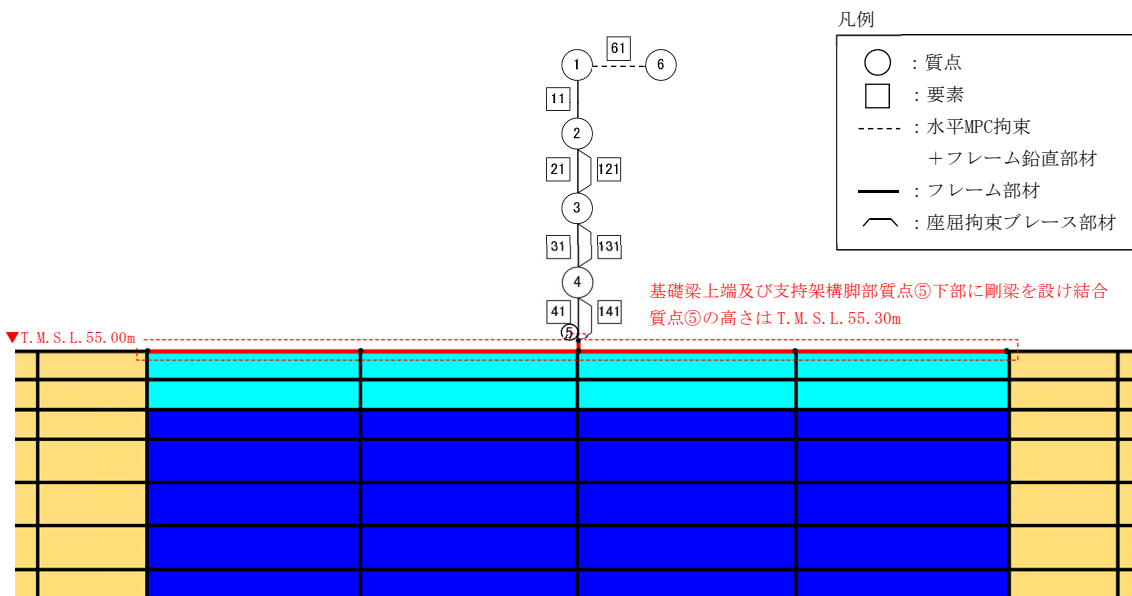 凡例
○ : 質点
□ : 要素
----- : 水平MPC拘束
＋フレーム鉛直部材
: フレーム部材
: 座屈拘束ブレース部材
61
1
6
11
2
21
121
3
31
131
4
41
141
⑤
基礎梁上端及び支持架構脚部質点⑤下部に剛梁を設け結合
質点⑤の高さは T.M.S.L.55.30m
▼T.M.S.L.55.00m